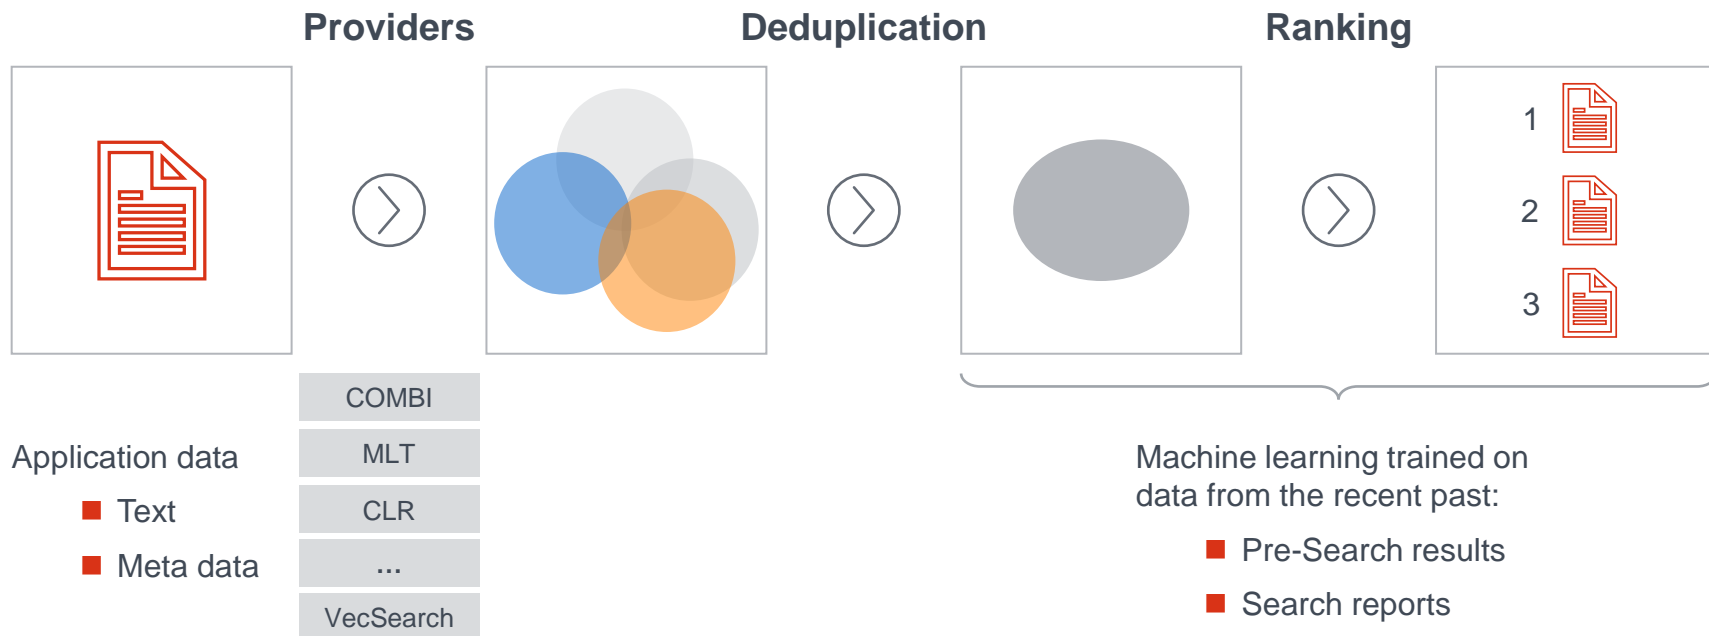 Providers
Deduplication
Ranking
1
2
3
Application data
Text
Meta data
COMBI
MLT
CLR
...
VecSearch
Machine learning trained on
data from the recent past:
Pre-Search results
Search reports